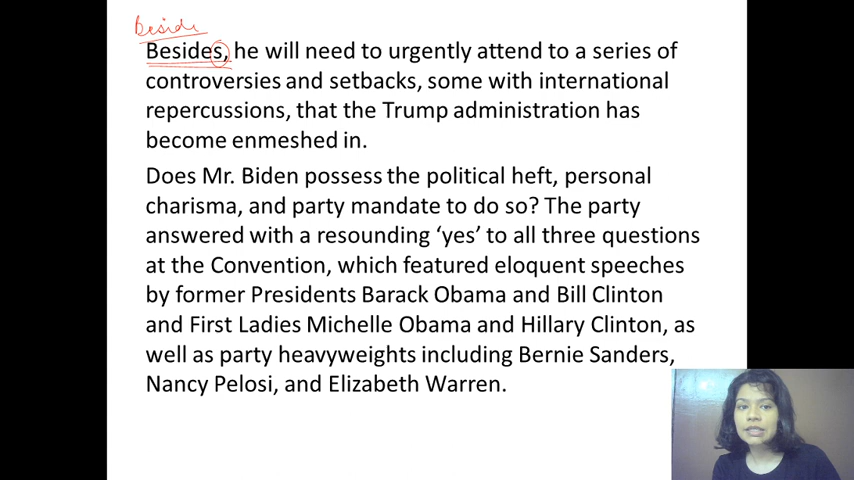 Beside
Besides, he will need to urgently attend to a series of
controversies and setbacks, some with international
repercussions, that the Trump administration has
become enmeshed in.
Does Mr. Biden possess the political heft, personal
charisma, and party mandate to do so? The party
answered with a resounding ‘yes’ to all three questions
at the Convention, which featured eloquent speeches
by former Presidents Barack Obama and Bill Clinton
and First Ladies Michelle Obama and Hillary Clinton, as
well as party heavyweights including Bernie Sanders,
Nancy Pelosi, and Elizabeth Warren.